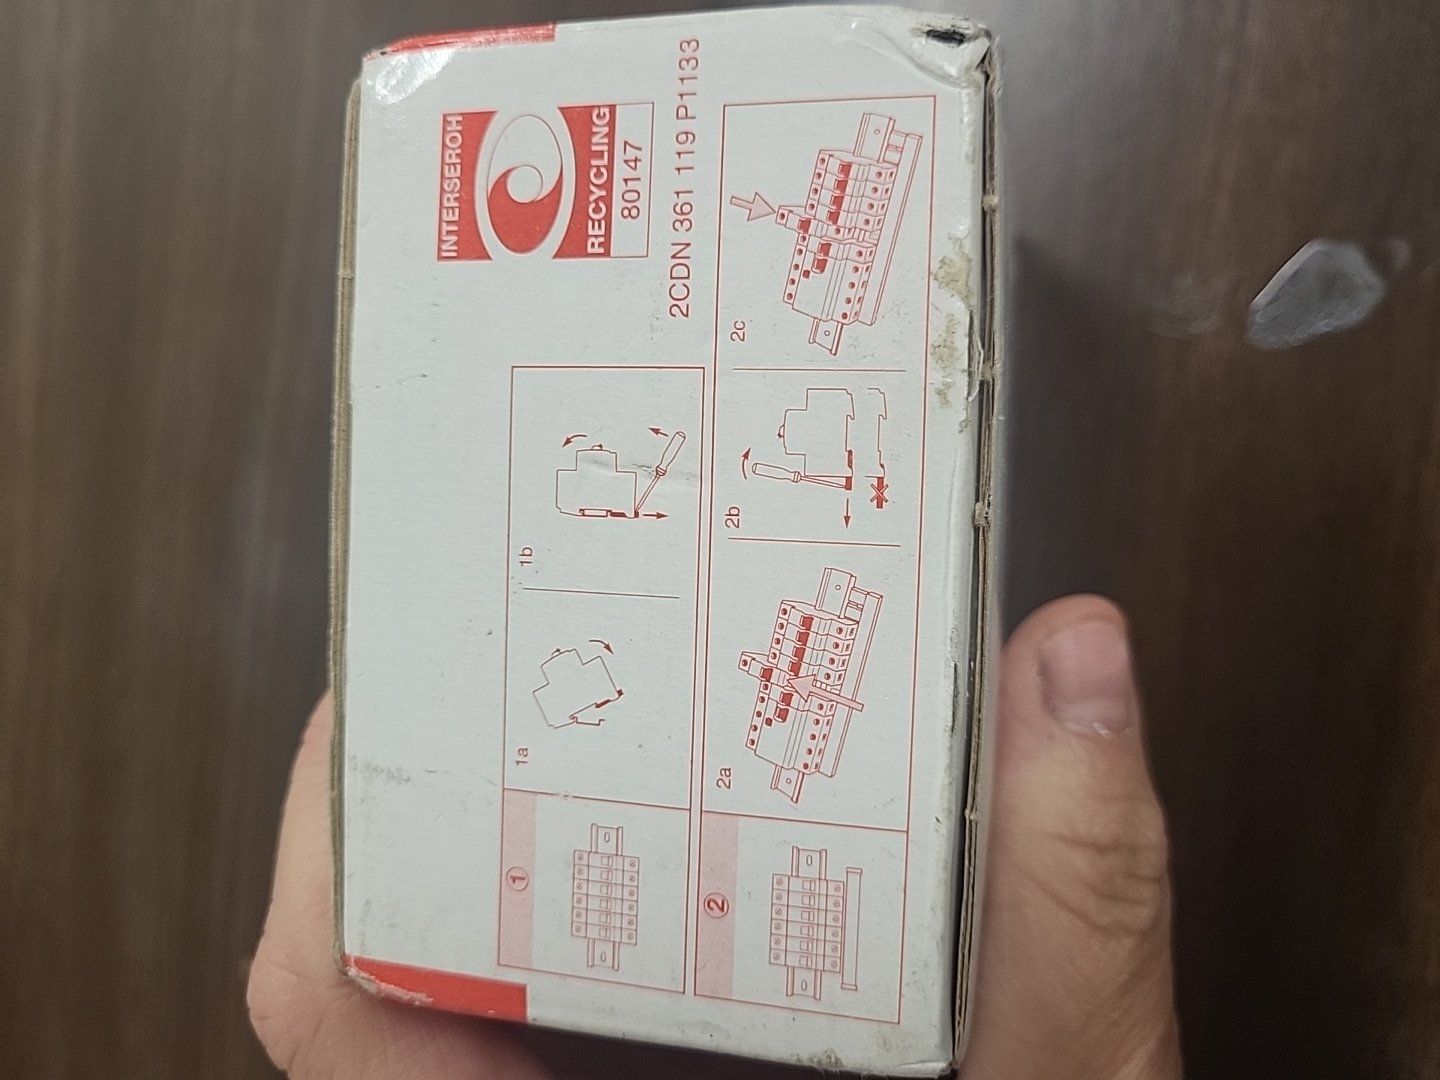 INTERSEROH
RECYCLING
80147
2CDN 361 119 P1133
1
1a
1b
2
2a
2b
2c